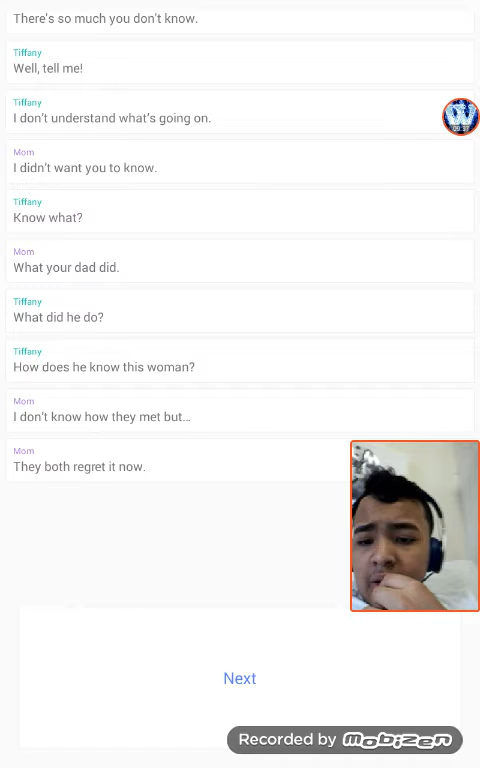 There's so much you don't know.
Tiffany
Well, tell me!
Tiffany
I don't understand what's going on.
W
09:37
Mom
I didn't want you to know.
Tiffany
Know what?
Mom
What your dad did.
Tiffany
What did he do?
Tiffany
How does he know this woman?
Mom
I don't know how they met but...
Mom
They both regret it now.
Next
Recorded by Mobizen